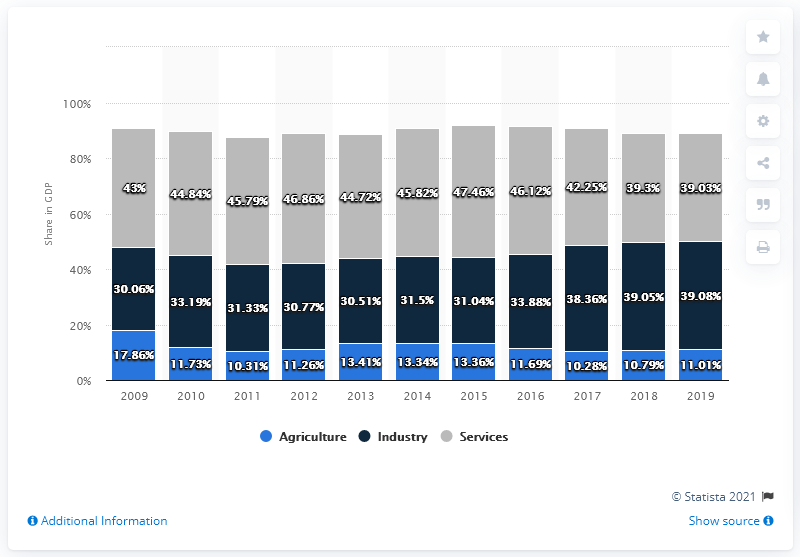 100%
80%
60%
40%
20%
0%
Share in GDP
43% 44.84% 45.79% 46.86% 44.72% 45.82% 47.46% 46.12% 42.25% 39.3% 39.03%
30.06% 33.19% 31.33% 30.77% 30.51% 31.5% 31.04% 33.88% 38.36% 39.05% 39.08%
17.86% 11.73% 10.31% 11.26% 13.41% 13.34% 13.36% 11.69% 10.28% 10.79% 11.01%
2009 2010 2011 2012 2013 2014 2015 2016 2017 2018 2019
Agriculture Industry Services
© Statista 2021
Additional Information
Show source